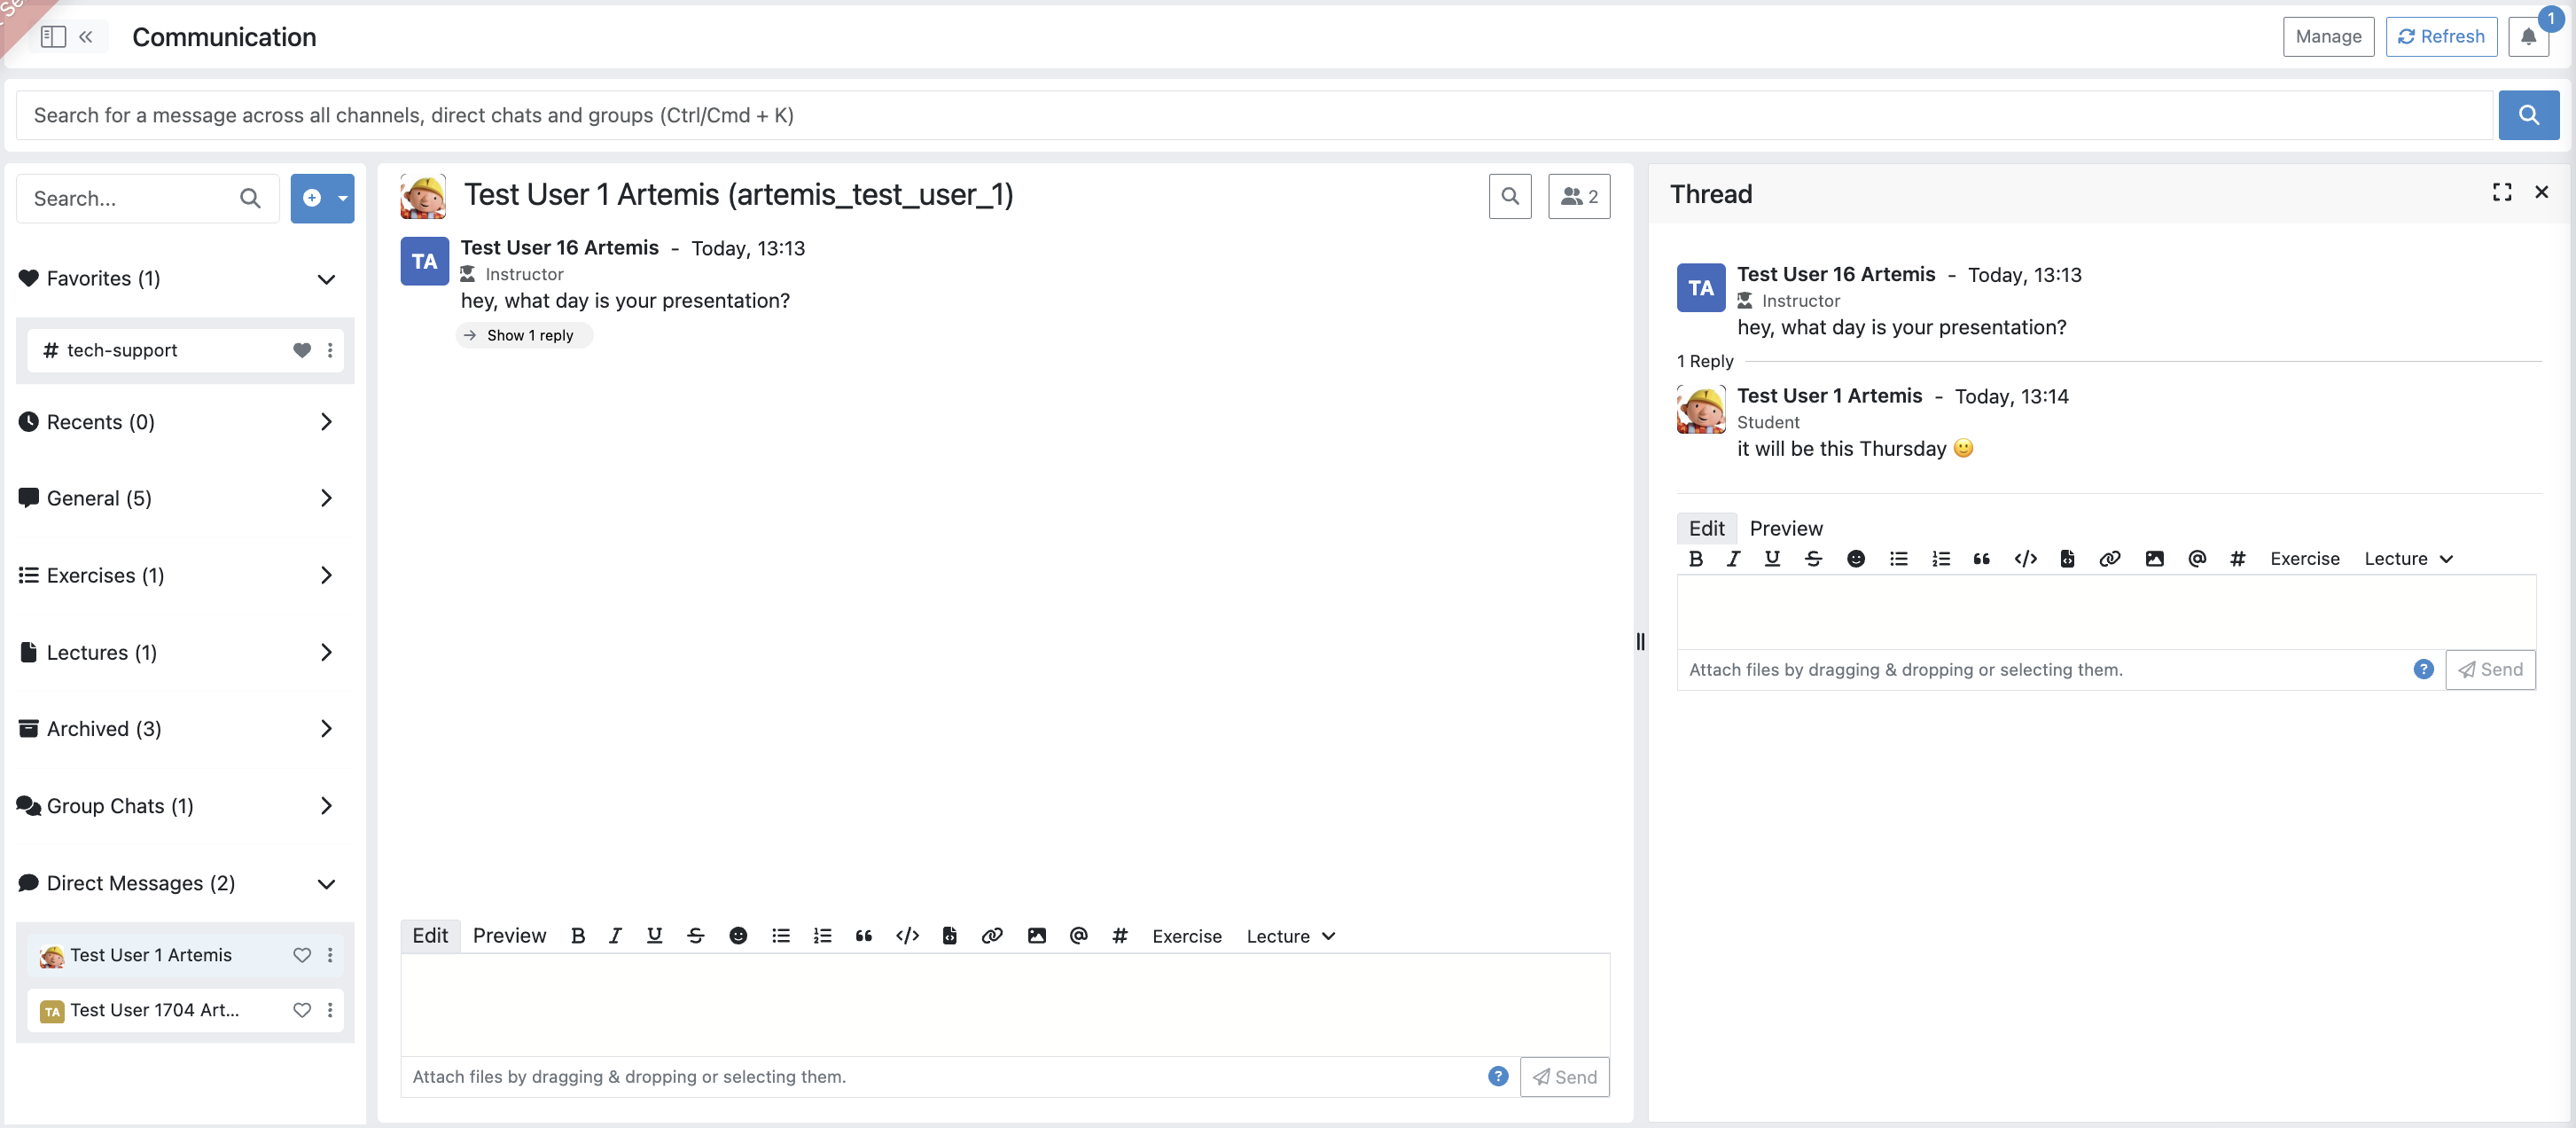 Communication
Manage
Refresh
1
Search for a message across all channels, direct chats and groups (Ctrl/Cmd + K)
Search...
Favorites (1)
# tech-support
Recents (0)
General (5)
Exercises (1)
Lectures (1)
Archived (3)
Group Chats (1)
Direct Messages (2)
Test User 1 Artemis
TA Test User 1704 Art...
Test User 1 Artemis (artemis_test_user_1)
2
TA
Test User 16 Artemis - Today, 13:13
Instructor
hey, what day is your presentation?
Show 1 reply
Edit Preview B I U S @ # Exercise Lecture
Attach files by dragging & dropping or selecting them.
? Send
Thread
TA
Test User 16 Artemis - Today, 13:13
Instructor
hey, what day is your presentation?
1 Reply
Test User 1 Artemis - Today, 13:14
Student
it will be this Thursday 🙂
Edit Preview
B I U S @ # Exercise Lecture
Attach files by dragging & dropping or selecting them.
? Send